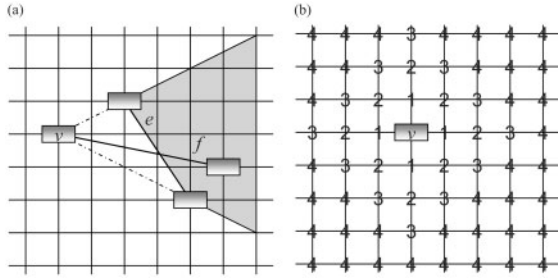 (a)
e
v
f
(b)
4 4 4 3 4 4 4 4
4 4 3 2 3 4 4 4
4 3 2 1 2 3 4 4
3 2 1 v 1 2 3 4
4 3 2 1 2 3 4 4
4 4 3 2 3 4 4 4
4 4 4 3 4 4 4 4
4 4 4 4 4 4 4 4